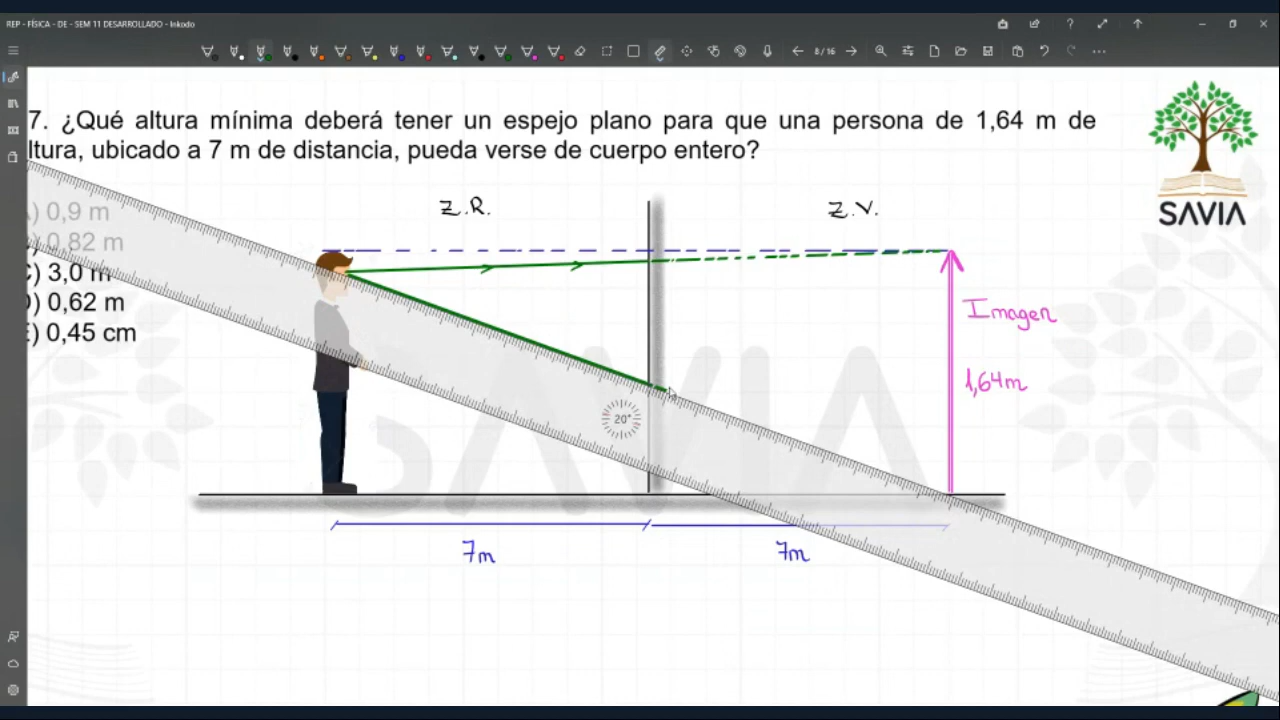 REP - FÍSICA - DE - SEM 11 DESARROLLADO - Inkodo
8/16
7. ¿Qué altura mínima deberá tener un espejo plano para que una persona de 1,64 m de
ltura, ubicado a 7 m de distancia, pueda verse de cuerpo entero?
) 0,9 m
) 0,82 m
) 3,0 m
) 0,62 m
) 0,45 cm
Z.R.
Z.V.
SAVIA
Imagen
1,64m
20°
7m
7m
SAVIA